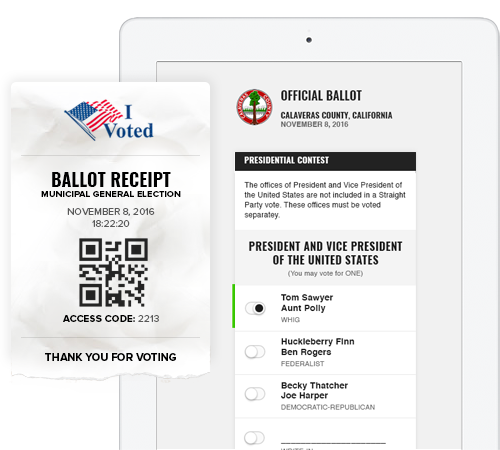 I
Voted
BALLOT RECEIPT
MUNICIPAL GENERAL ELECTION
NOVEMBER 8, 2016
18:22:20
ACCESS CODE: 2213
THANK YOU FOR VOTING
OFFICIAL BALLOT
CALAVERAS COUNTY, CALIFORNIA
NOVEMBER 8, 2016
PRESIDENTIAL CONTEST
The offices of President and Vice President of
the United States are not included in a Straight
Party vote. These offices must be voted
separatey.
PRESIDENT AND VICE PRESIDENT
OF THE UNITED STATES
(You may vote for ONE)
Tom Sawyer
Aunt Polly
WHIG
Huckleberry Finn
Ben Rogers
FEDERALIST
Becky Thatcher
Joe Harper
DEMOCRATIC-REPUBLICAN
WRITE-IN